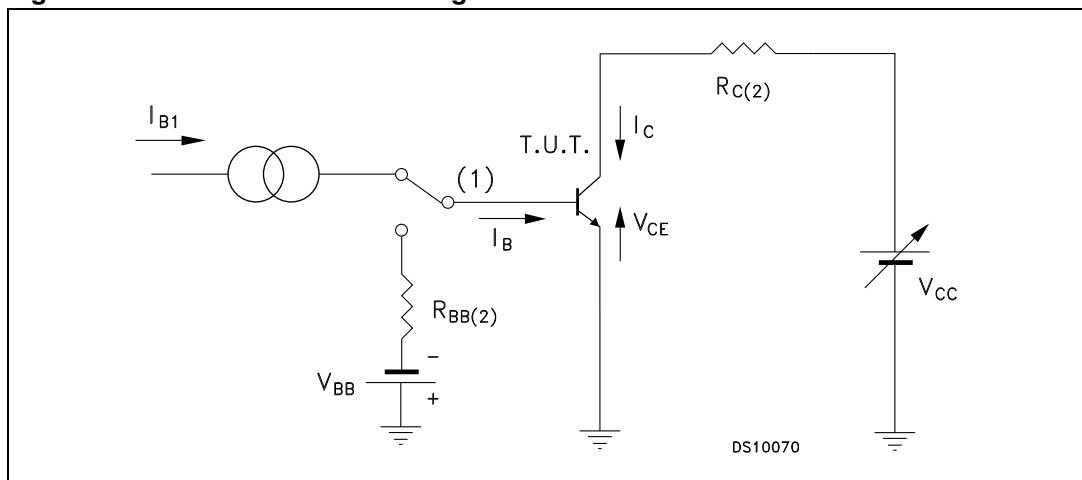 I_B1
R_C(2)
I_C
T.U.T.
(1)
I_B
V_CE
V_CC
R_BB(2)
V_BB
-
+
DS10070